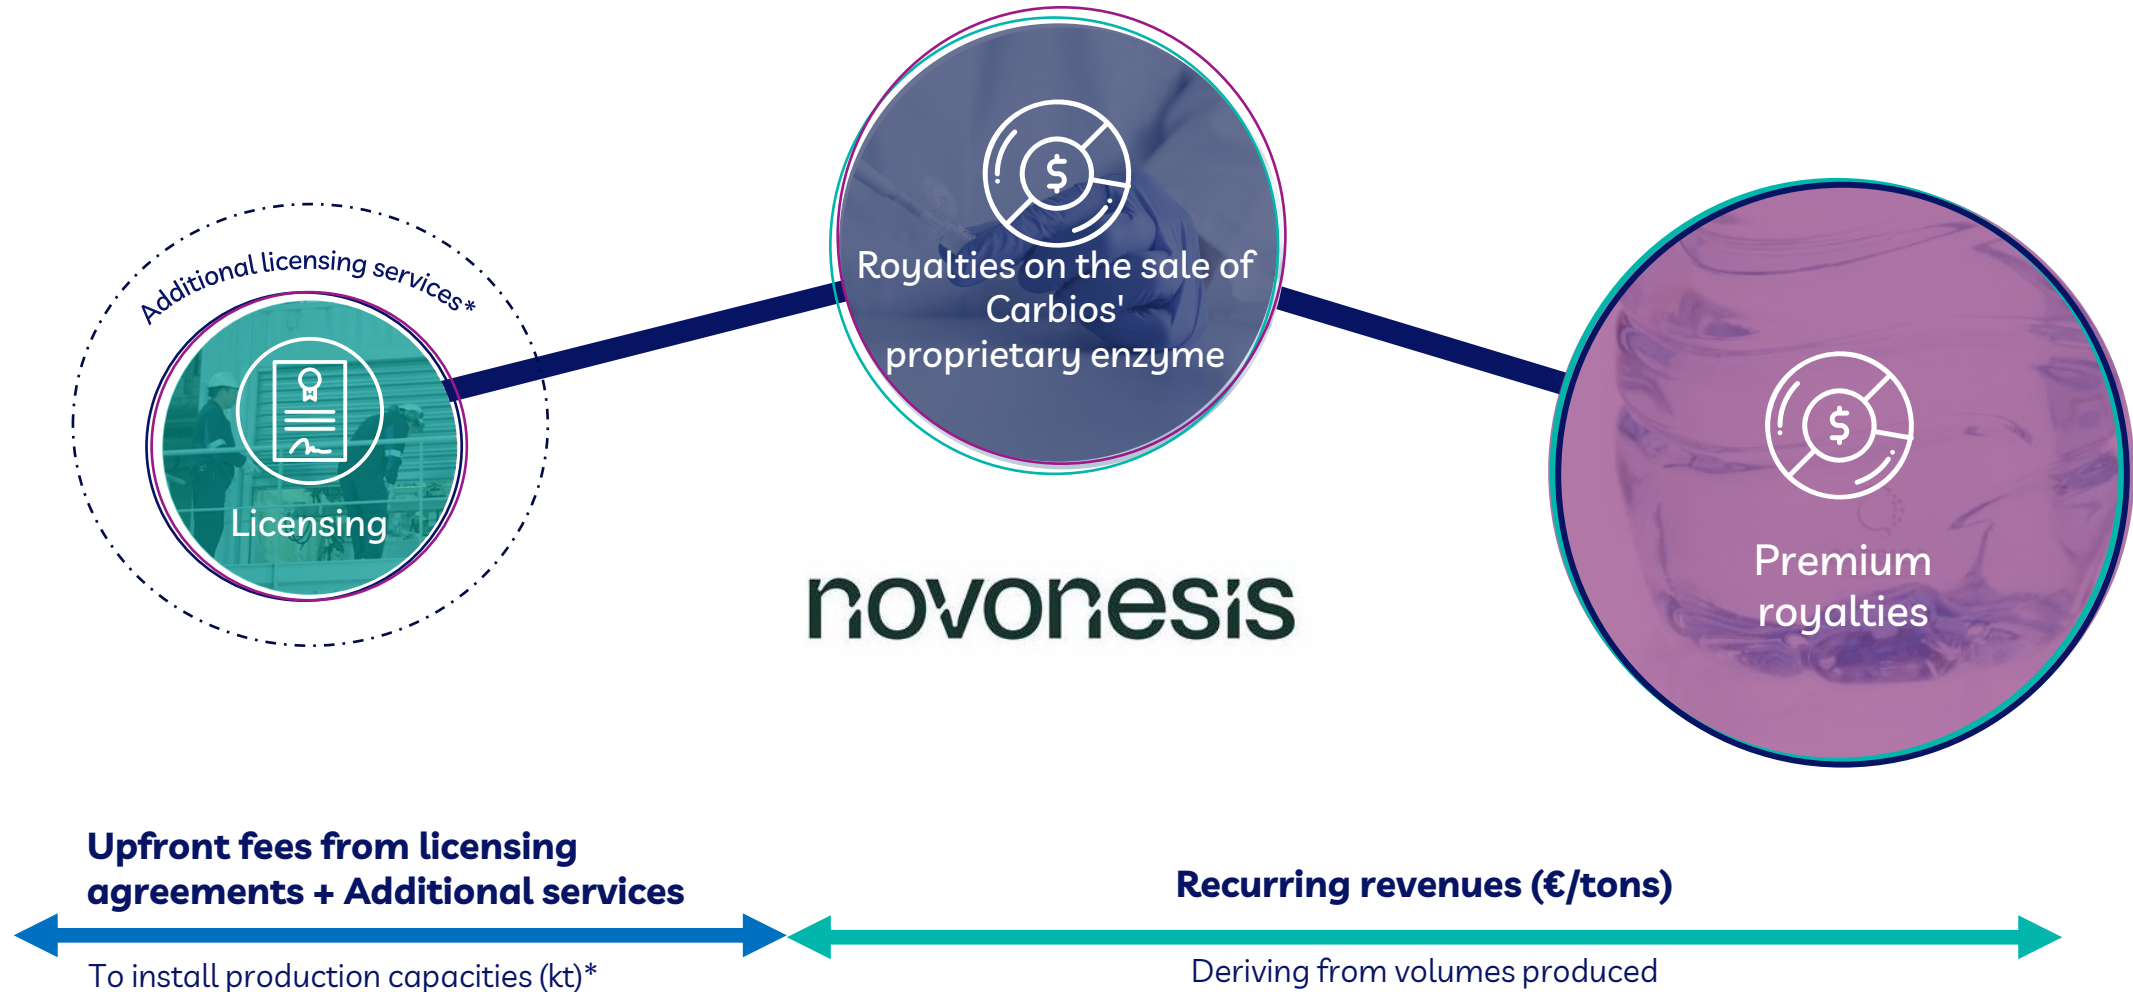 Additional licensing services*
Licensing
Royalties on the sale of
Carbios'
proprietary enzyme
novonesis
Premium
royalties
Upfront fees from licensing
agreements + Additional services
To install production capacities (kt)*
Recurring revenues (€/tons)
Deriving from volumes produced